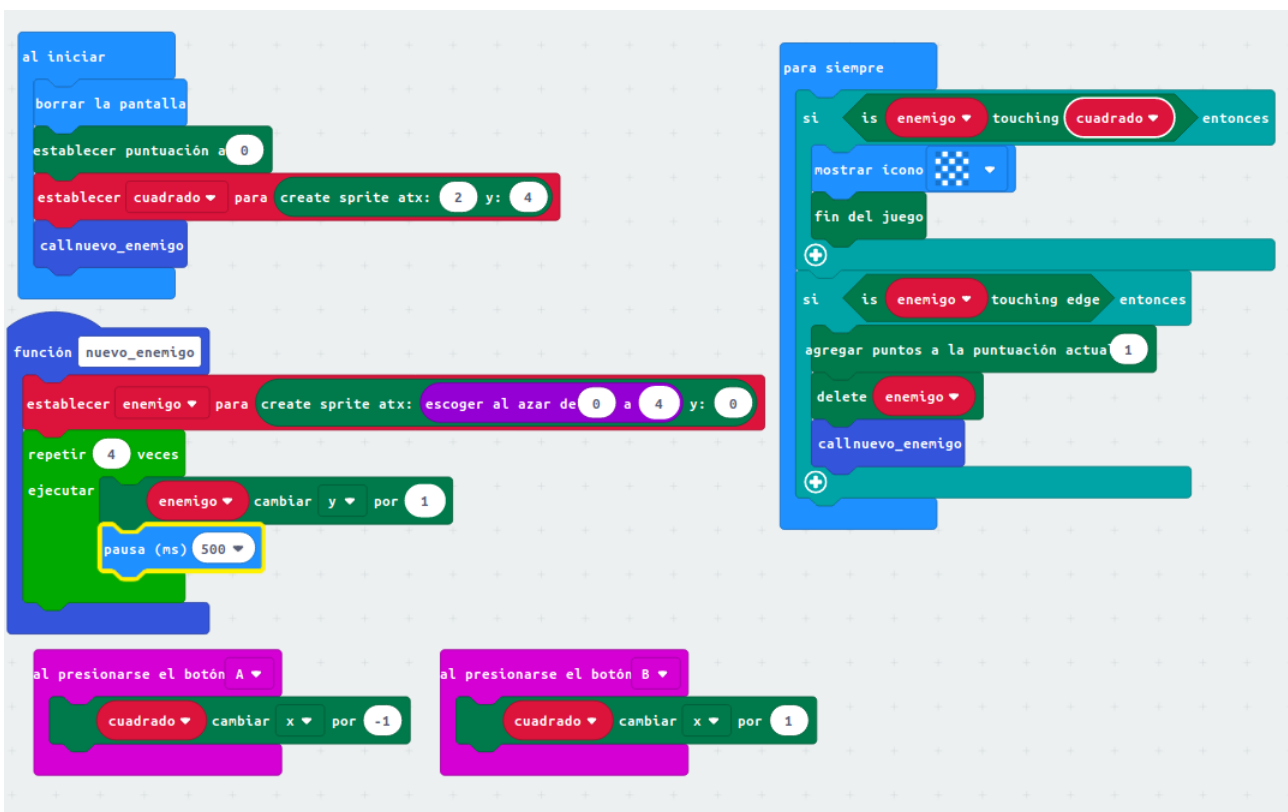 al iniciar
borrar la pantalla
establecer puntuación a 0
establecer cuadrado para create sprite atx: 2 y: 4
callnuevo_enemigo
función nuevo_enemigo
establecer enemigo para create sprite atx: escoger al azar de 0 a 4 y: 0
repetir 4 veces
ejecutar
enemigo cambiar y por 1
pausa (ms) 500
al presionarse el botón A
cuadrado cambiar x por -1
al presionarse el botón B
cuadrado cambiar x por 1
para siempre
si is enemigo touching cuadrado entonces
mostrar ícono
fin del juego
si is enemigo touching edge entonces
agregar puntos a la puntuación actua 1
delete enemigo
callnuevo_enemigo